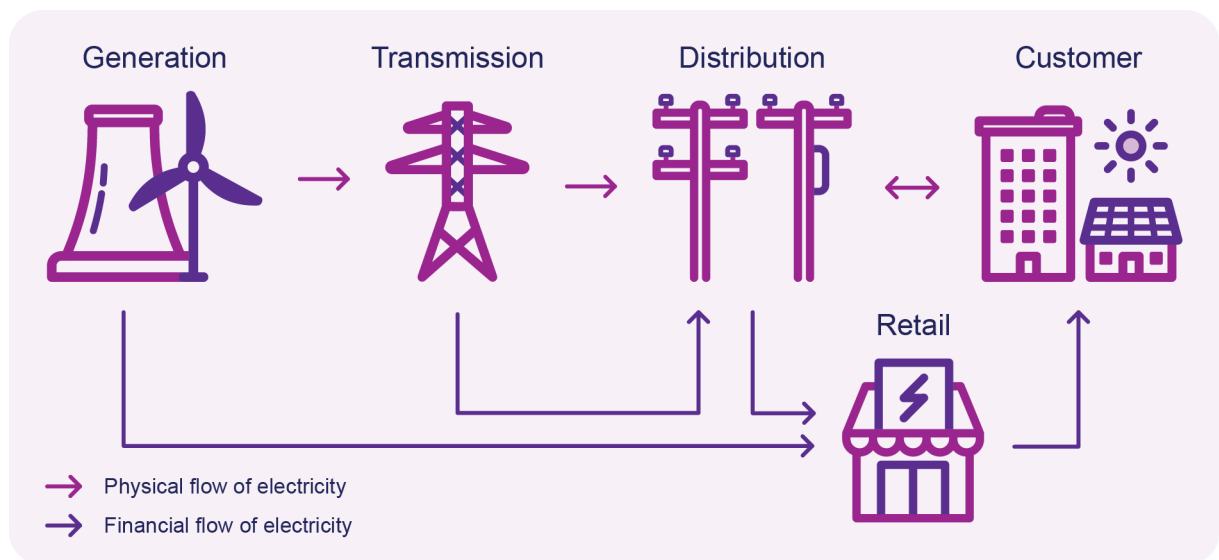 Generation
Transmission
Distribution
Customer
Retail
Physical flow of electricity
Financial flow of electricity